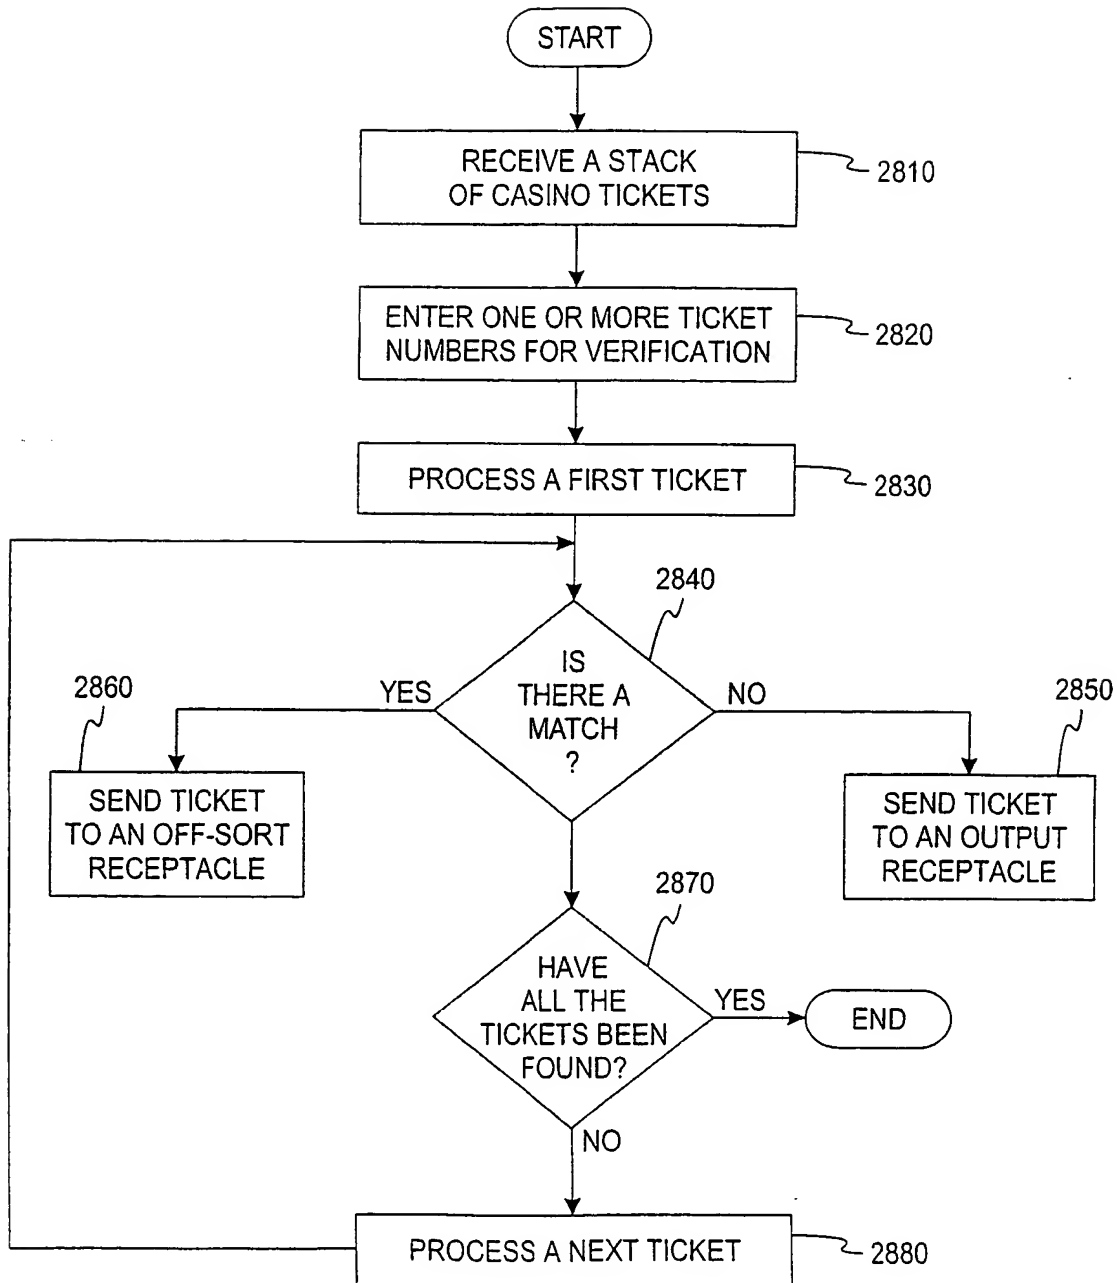 START
RECEIVE A STACK
OF CASINO TICKETS
2810
ENTER ONE OR MORE TICKET
NUMBERS FOR VERIFICATION
2820
PROCESS A FIRST TICKET
2830
2840
IS
THERE A
MATCH
?
YES
NO
2860
SEND TICKET
TO AN OFF-SORT
RECEPTACLE
2850
SEND TICKET
TO AN OUTPUT
RECEPTACLE
2870
HAVE
ALL THE
TICKETS BEEN
FOUND?
YES
END
NO
PROCESS A NEXT TICKET
2880